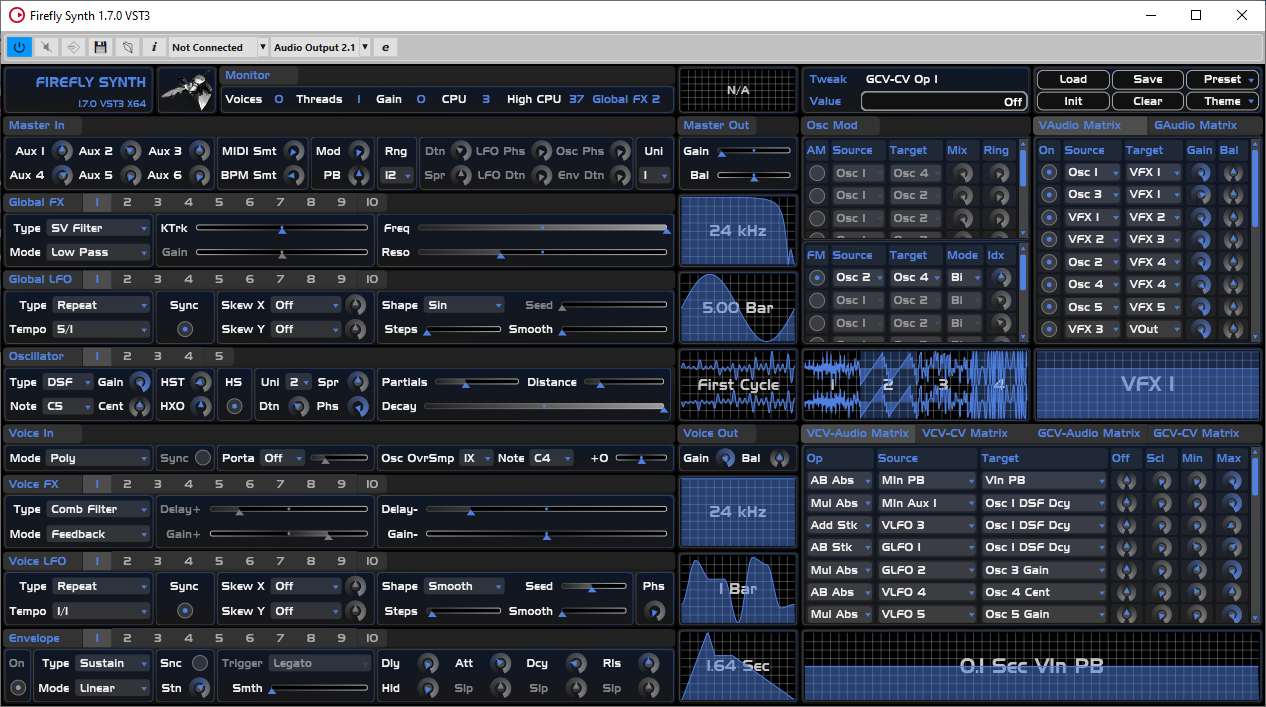 Firefly Synth 1.7.0 VST3
Not Connected Audio Output 2.1 e
FIREFLY SYNTH
1.7.0 VST3 X64
Monitor
Voices 0 Threads 1 Gain 0 CPU 3 High CPU 37 Global FX 2
N/A
Tweak GCV-CV Op 1
Value Off
Load Save Preset
Init Clear Theme
Master In
Aux 1 Aux 2 Aux 3 MIDI Smt Mod Rng Dtn LFO Phs Osc Phs Uni
Aux 4 Aux 5 Aux 6 BPM Smt PB 12 Spr LFO Dtn Env Dtn 1
Master Out
Gain
Bal
Osc Mod
AM Source Target Mix Ring
Osc 1 Osc 4
Osc 1 Osc 2
Osc 1 Osc 2
FM Source Target Mode Idx
Osc 2 Osc 4 Bi
Osc 1 Osc 2 Bi
Osc 1 Osc 2 Bi
VAudio Matrix GAudio Matrix
On Source Target Gain Bal
Osc 1 VFX 1
Osc 3 VFX 1
VFX 1 VFX 2
VFX 2 VFX 3
Osc 2 VFX 4
Osc 4 VFX 4
Osc 5 VFX 5
VFX 3 VOut
Global FX 1 2 3 4 5 6 7 8 9 10
Type SV Filter KTrk Freq
Mode Low Pass Gain Reso
24 kHz
Global LFO 1 2 3 4 5 6 7 8 9 10
Type Repeat Sync Skew X Off Shape Sin Seed
Tempo 5/1 Skew Y Off Steps Smooth
5.00 Bar
Oscillator 1 2 3 4 5
Type DSF Gain HST HS Uni 2 Spr Partials Distance
Note C5 Cent HXO Dtn Phs Decay
First Cycle
1 2 3 4
VFX 1
Voice In
Mode Poly Sync Porta Off Osc OvrSmp 1X Note C4 +0
Voice Out
Gain Bal
VCV-Audio Matrix VCV-CV Matrix GCV-Audio Matrix GCV-CV Matrix
Op Source Target Off Scl Min Max
AB Abs MIn PB VIn PB
Mul Abs MIn Aux 1 Osc 1 DSF Dcy
Add Stk VLFO 3 Osc 1 DSF Dcy
AB Stk GLFO 1 Osc 1 DSF Dcy
Mul Abs GLFO 2 Osc 3 Gain
AB Abs VLFO 4 Osc 4 Cent
Mul Abs VLFO 5 Osc 5 Gain
Voice FX 1 2 3 4 5 6 7 8 9 10
Type Comb Filter Delay+ Delay-
Mode Feedback Gain+ Gain-
24 kHz
Voice LFO 1 2 3 4 5 6 7 8 9 10
Type Repeat Sync Skew X Off Shape Smooth Seed Phs
Tempo 1/1 Skew Y Off Steps Smooth
1 Bar
Envelope 1 2 3 4 5 6 7 8 9 10
On Type Sustain Snc Trigger Legato Dly Att Dcy Rls
Mode Linear Stn Smth Hld Slp Slp Slp
1.64 Sec
0.1 Sec VIn PB